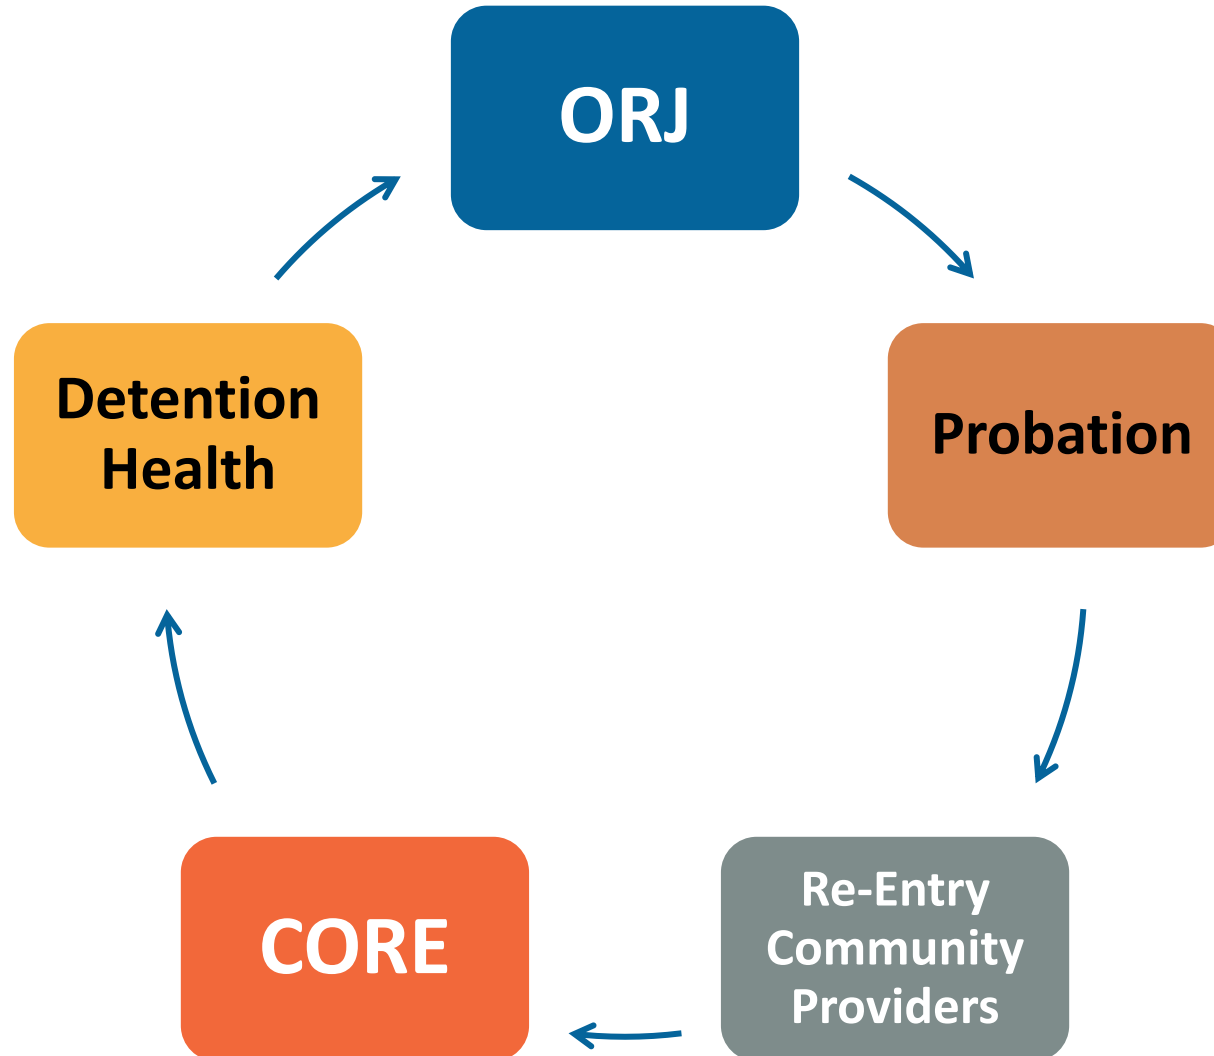 ORJ
Detention
Health
Probation
CORE
Re-Entry
Community
Providers